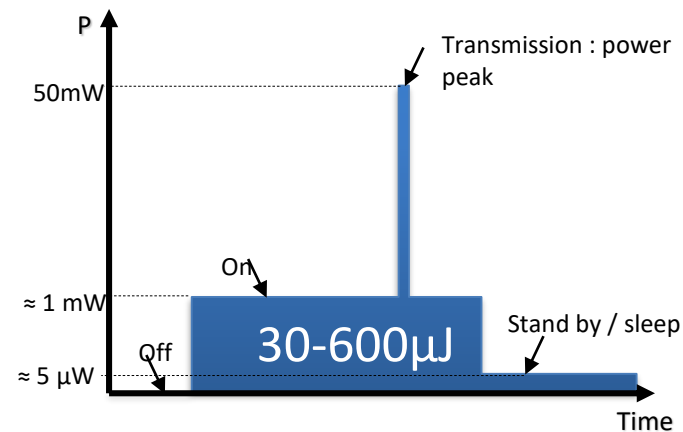 P
Transmission : power
peak
50mW
On
≈ 1 mW
Stand by / sleep
30-600µJ
Off
≈ 5 µW
Time